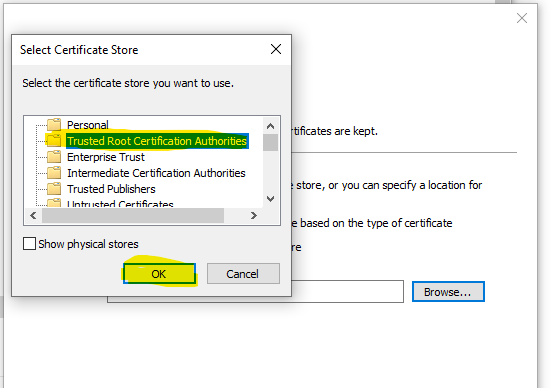 Select Certificate Store
Select the certificate store you want to use.
Personal
Trusted Root Certification Authorities
Enterprise Trust
Intermediate Certification Authorities
Trusted Publishers
Untrusted Certificates
Show physical stores
OK Cancel
rtificates are kept.
e store, or you can specify a location for
e based on the type of certificate
re
Browse...